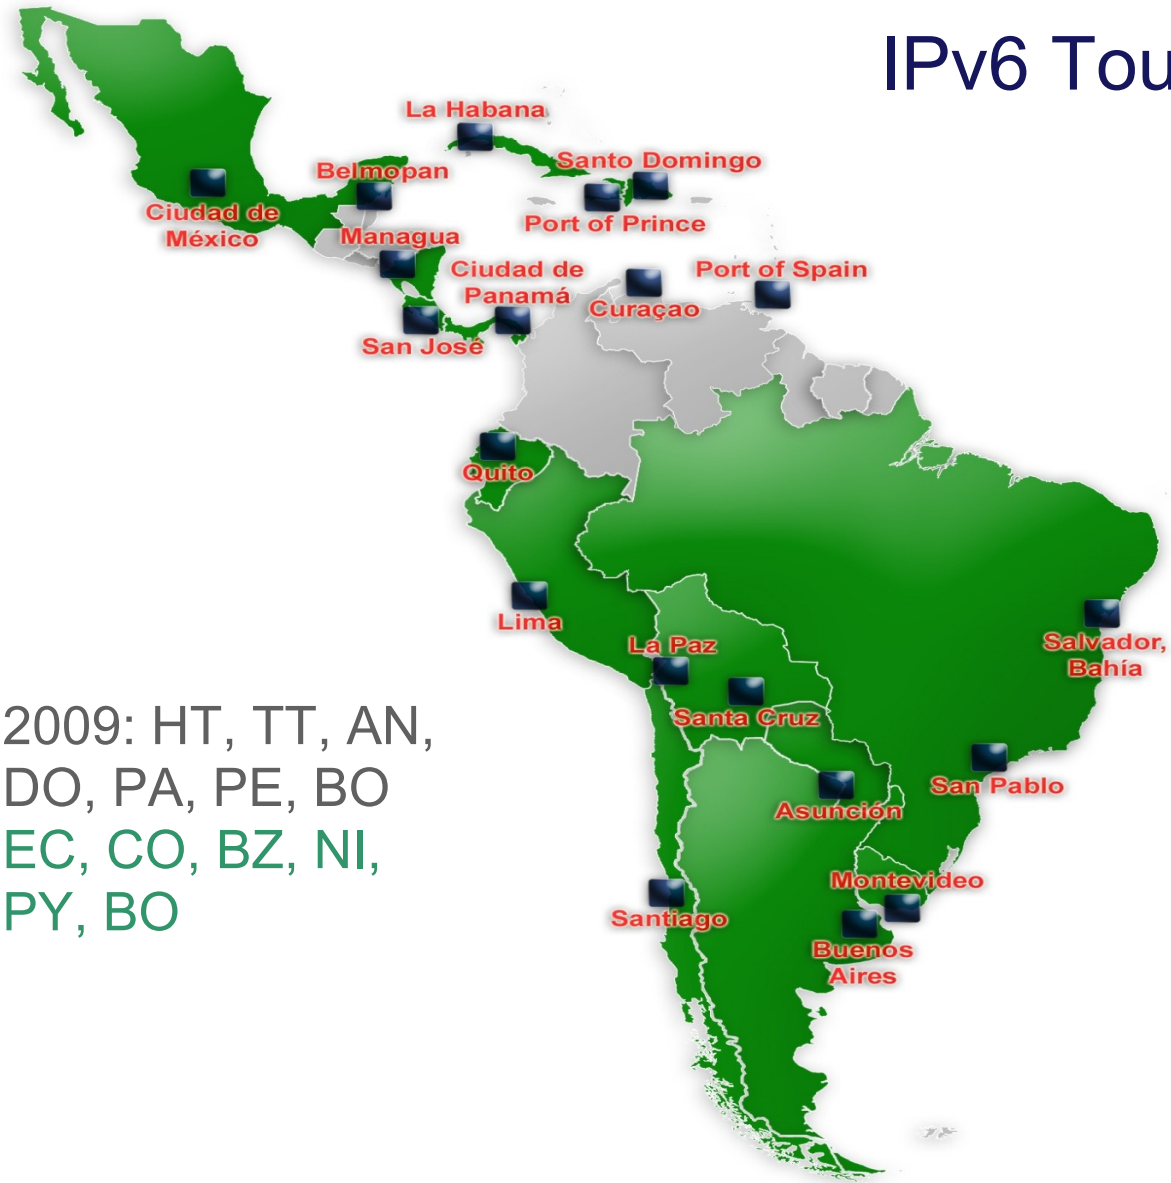 IPv6 Tou
La Habana
Santo Domingo
Belmopan
Ciudad de
México
Port of Prince
Managua
Ciudad de
Panamá
Port of Spain
Curaçao
San José
Quito
Lima
La Paz
Salvador,
Bahía
Santa Cruz
San Pablo
Asunción
Montevideo
Santiago
Buenos
Aires
2009: HT, TT, AN,
DO, PA, PE, BO
EC, CO, BZ, NI,
PY, BO